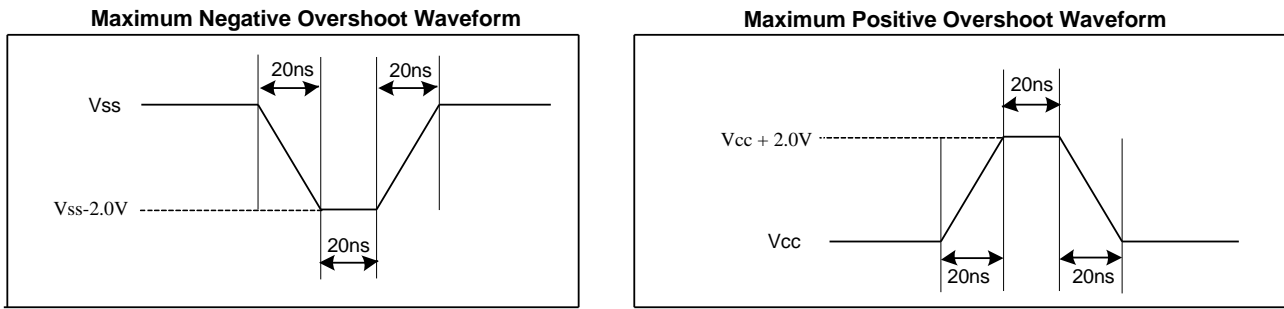 Maximum Negative Overshoot Waveform
20ns
20ns
Vss
Vss-2.0V
20ns
Maximum Positive Overshoot Waveform
20ns
Vcc + 2.0V
Vcc
20ns
20ns